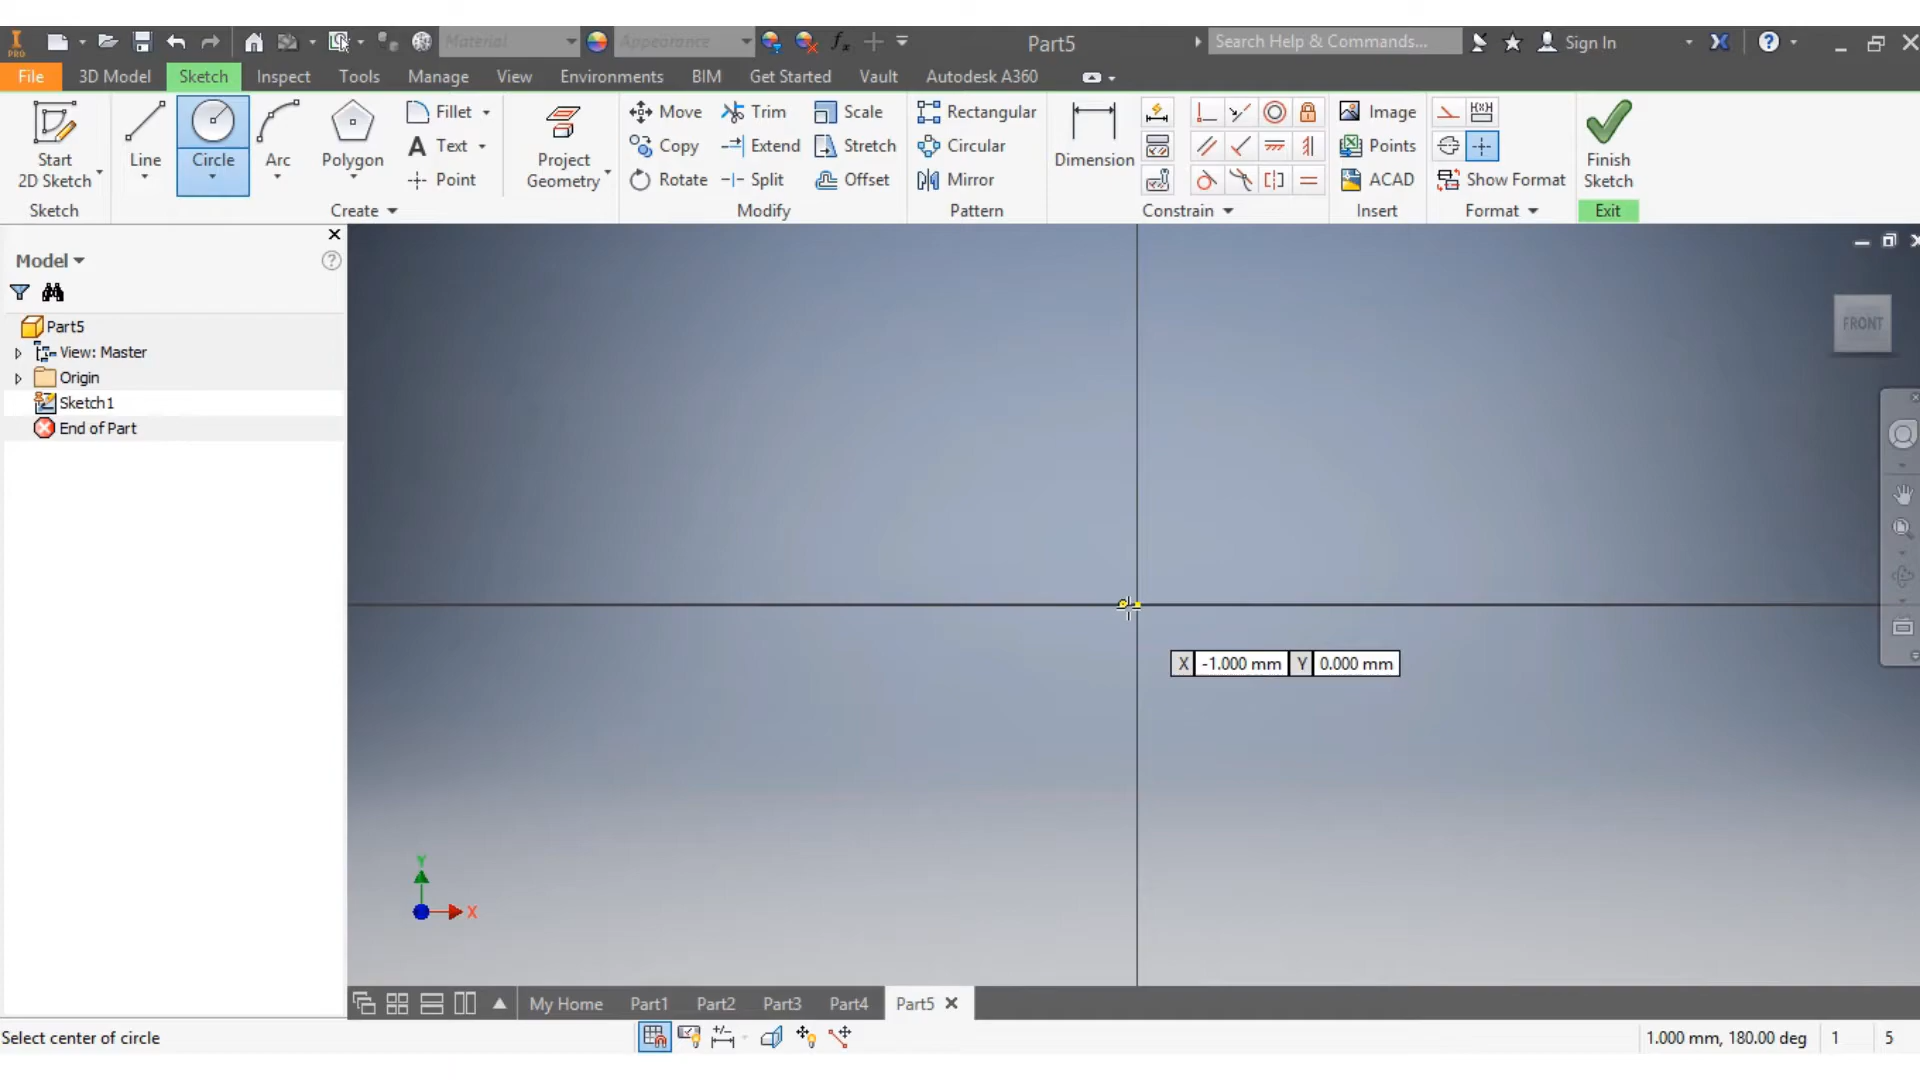 PRO Material Appearance Part5 Search Help & Commands... Sign In
File 3D Model Sketch Inspect Tools Manage View Environments BIM Get Started Vault Autodesk A360
Fillet Move Trim Scale Rectangular Image
Start 2D Sketch Line Circle Arc Polygon Text Project Geometry Copy Extend Stretch Circular Dimension Points Finish Sketch
Point Rotate Split Offset Mirror ACAD Show Format
Sketch Create Modify Pattern Constrain Insert Format Exit
Model
Part5
View: Master
Origin
Sketch1
End of Part
FRONT
X -1.000 mm Y 0.000 mm
Y
X
My Home Part1 Part2 Part3 Part4 Part5
Select center of circle 1.000 mm, 180.00 deg 1 5